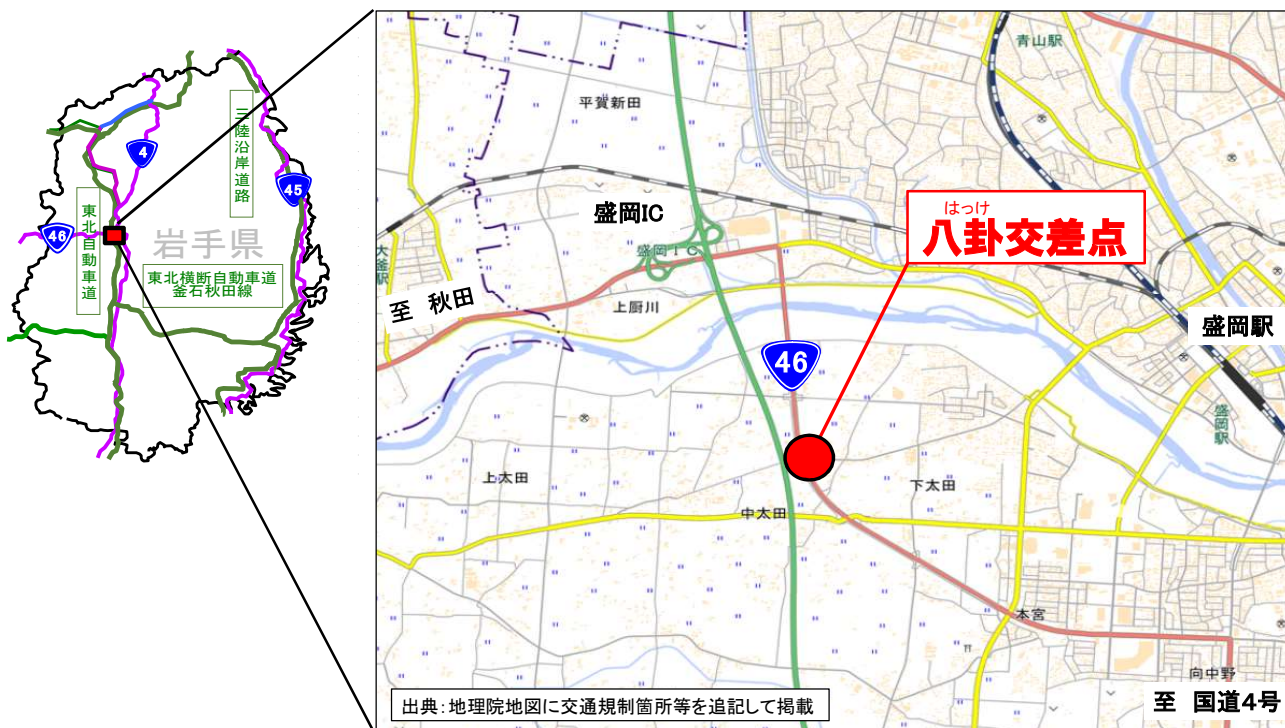 三陸沿岸道路
4
45
東北自動車道
46
岩手県
東北横断自動車道
釜石秋田線
青山駅
平賀新田
はっけ
八卦交差点
盛岡IC
盛岡IC
大釜駅
至 秋田
上厨川
盛岡駅
46
盛岡駅
上太田
下太田
中太田
本宮
向中野
出典:地理院地図に交通規制箇所等を追記して掲載
至 国道4号